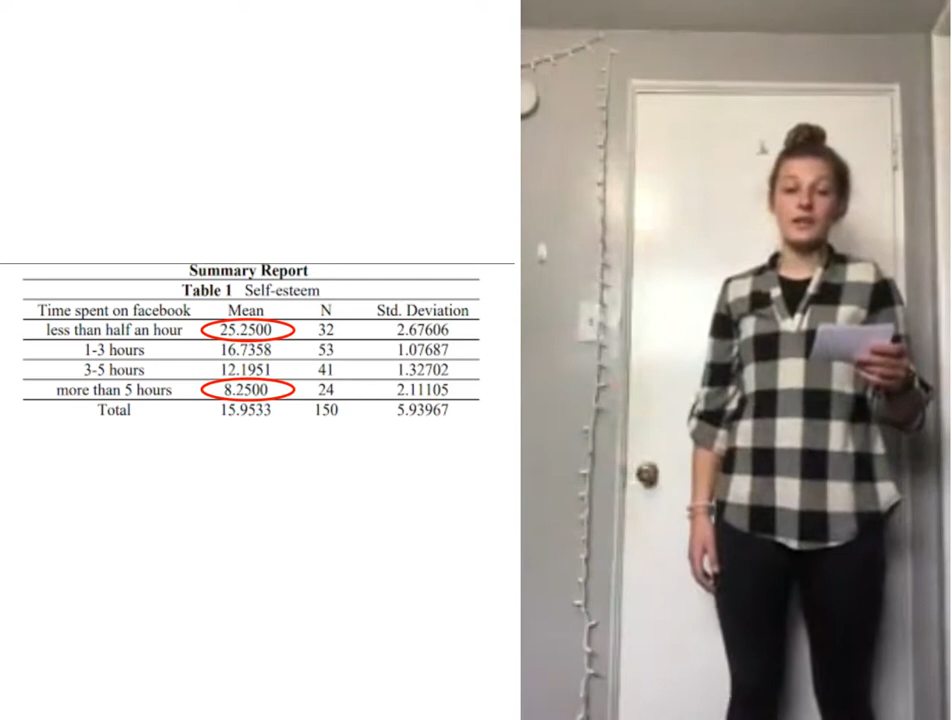 Summary Report
Table 1 Self-esteem
Time spent on facebook Mean N Std. Deviation
less than half an hour 25.2500 32 2.67606
1-3 hours 16.7358 53 1.07687
3-5 hours 12.1951 41 1.32702
more than 5 hours 8.2500 24 2.11105
Total 15.9533 150 5.93967